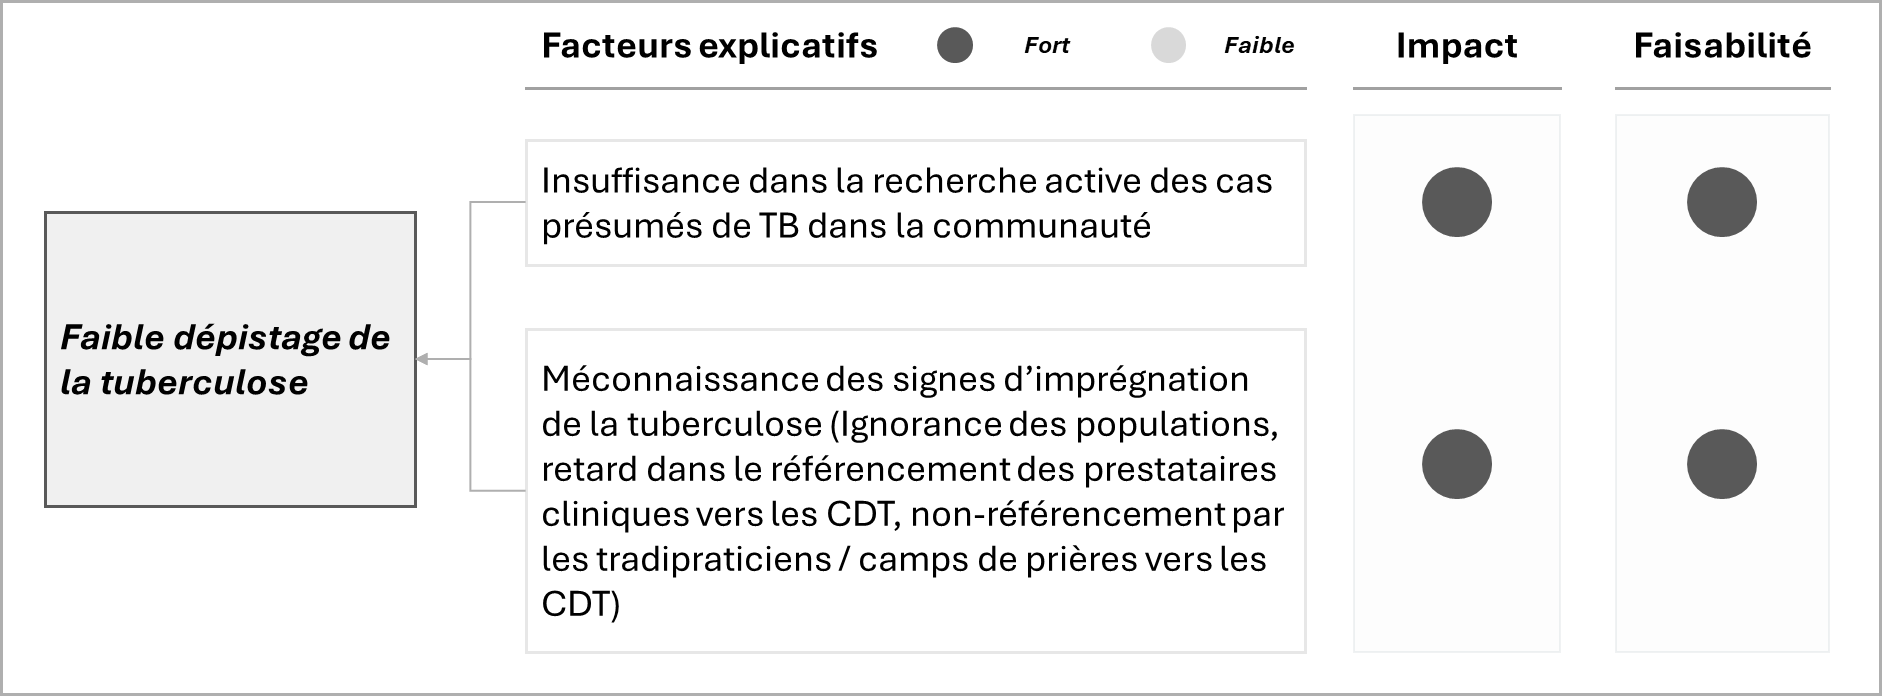 Facteurs explicatifs
Fort
Faible
Impact
Faisabilité
Faible dépistage de
la tuberculose
Insuffisance dans la recherche active des cas
présumés de TB dans la communauté
Méconnaissance des signes d’imprégnation
de la tuberculose (Ignorance des populations,
retard dans le référencement des prestataires
cliniques vers les CDT, non-référencement par
les tradipraticiens / camps de prières vers les
CDT)